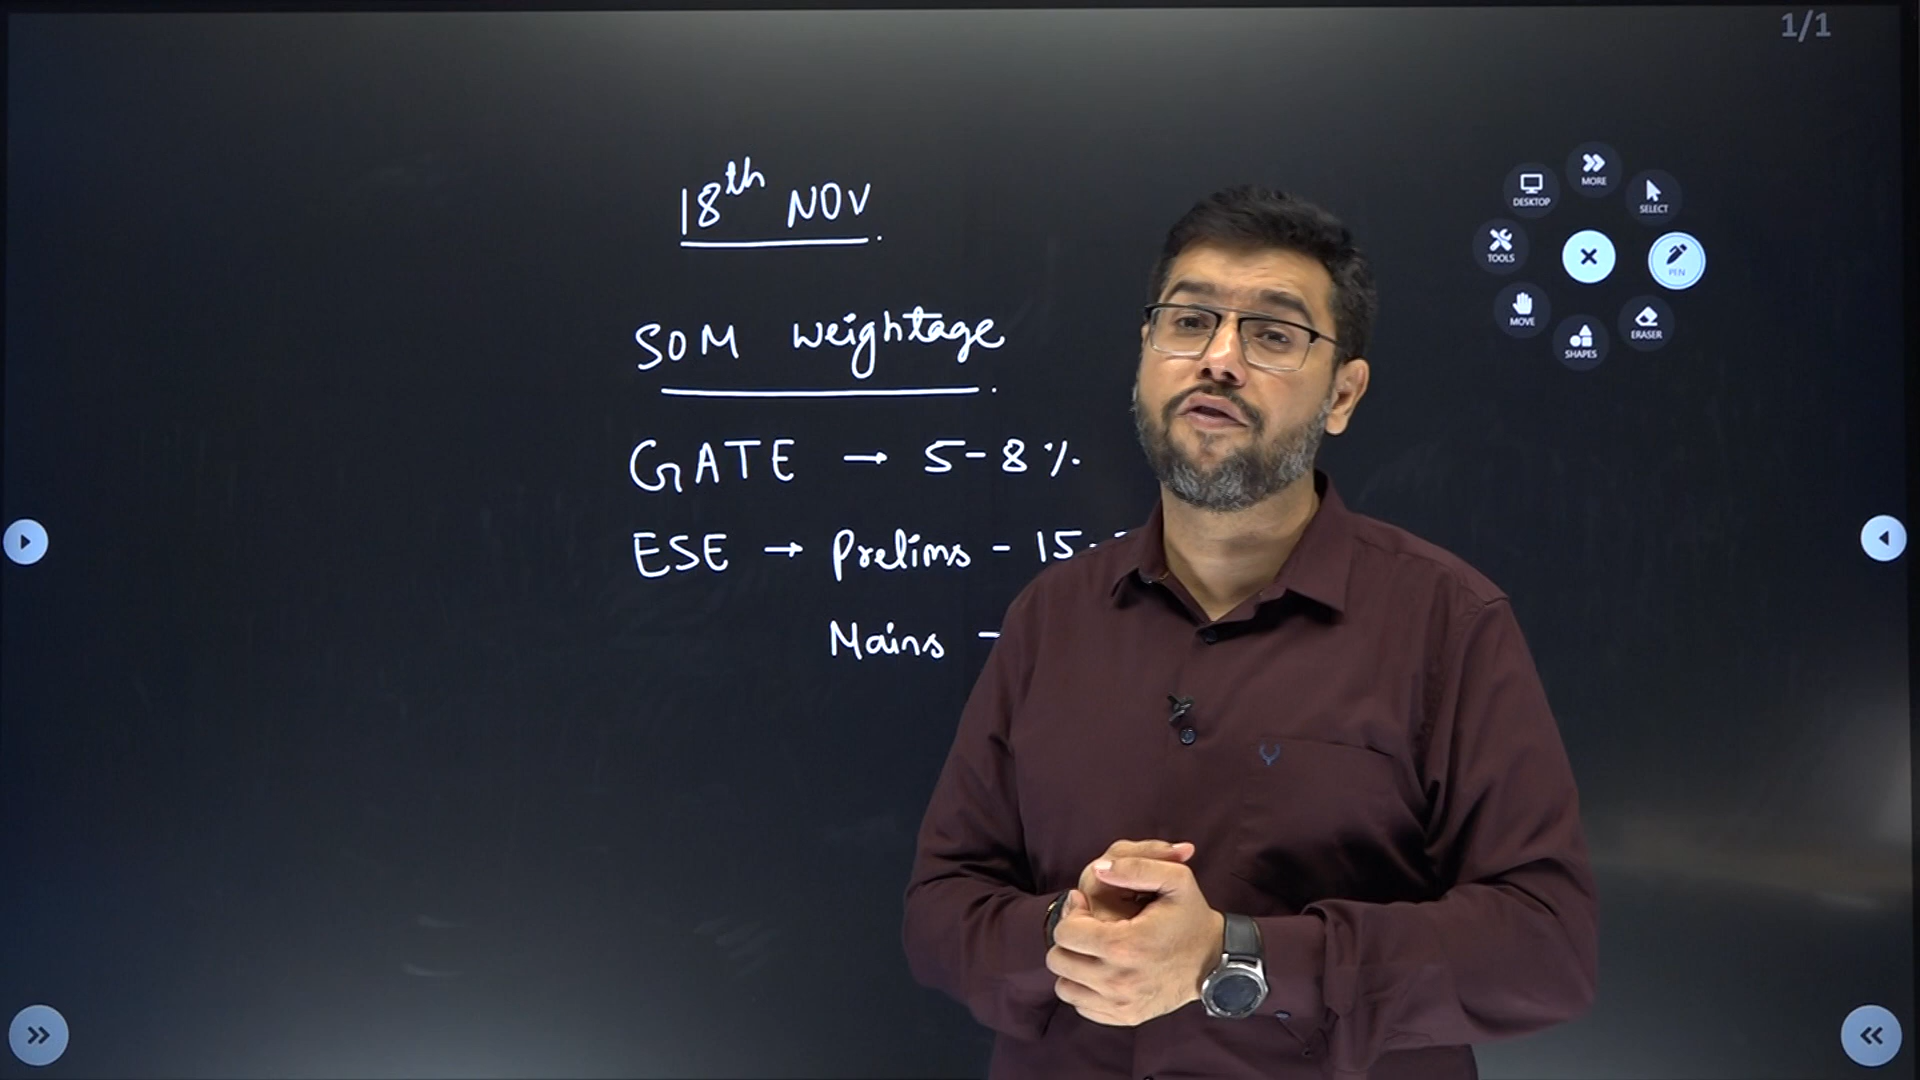 1/1
18th NOV
SOM weightage
GATE → 5-8%
ESE → Prelims - 15-
Mains -
MORE
DESKTOP
SELECT
TOOLS
PEN
MOVE
ERASER
SHAPES